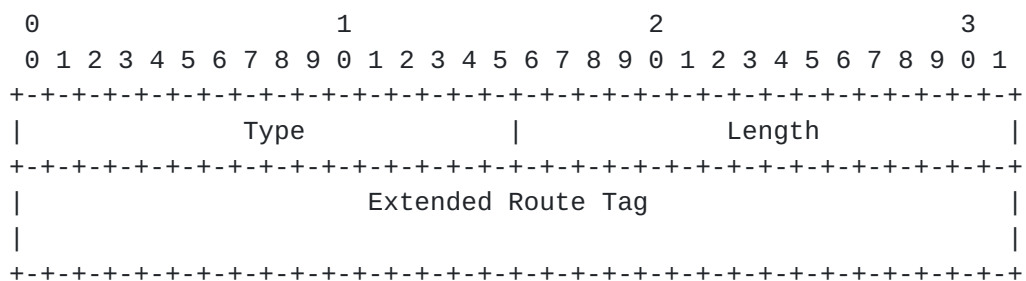 0                   1                   2                   3
 0 1 2 3 4 5 6 7 8 9 0 1 2 3 4 5 6 7 8 9 0 1 2 3 4 5 6 7 8 9 0 1
+-+-+-+-+-+-+-+-+-+-+-+-+-+-+-+-+-+-+-+-+-+-+-+-+-+-+-+-+-+-+-+-+
|              Type             |             Length            |
+-+-+-+-+-+-+-+-+-+-+-+-+-+-+-+-+-+-+-+-+-+-+-+-+-+-+-+-+-+-+-+-+
|                      Extended Route Tag                       |
|                                                               |
+-+-+-+-+-+-+-+-+-+-+-+-+-+-+-+-+-+-+-+-+-+-+-+-+-+-+-+-+-+-+-+-+